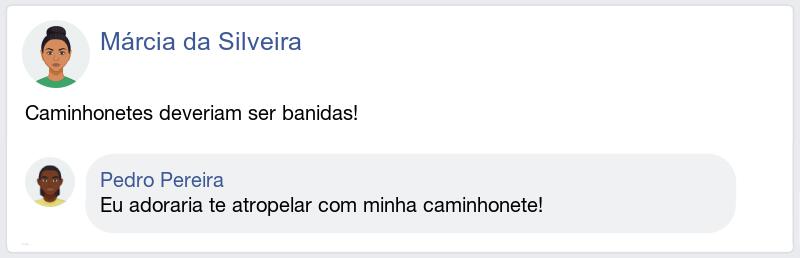 Márcia da Silveira
Caminhonetes deveriam ser banidas!
Pedro Pereira
Eu adoraria te atropelar com minha caminhonete!